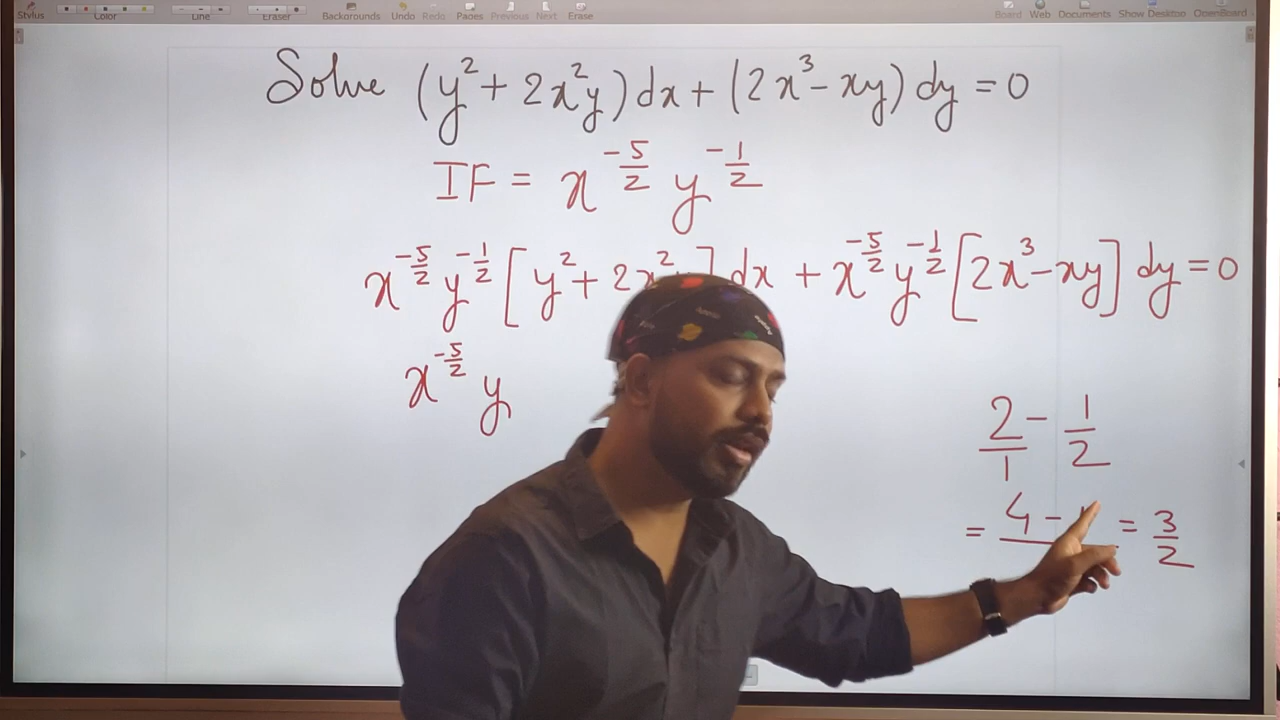 Stylus Color Line Eraser Backgrounds Undo Redo Pages Previous Next Erase Board Web Documents Show Desktop OpenBoard
Solve (y² + 2x²y) dx + (2x³ - xy) dy = 0
IF = x^(-5/2) y^(-1/2)
x^(-5/2) y^(-1/2) [y² + 2x² ] dx + x^(-5/2) y^(-1/2) [2x³ - xy] dy = 0
x^(-5/2) y
2/1 - 1/2
= 4 - = 3/2